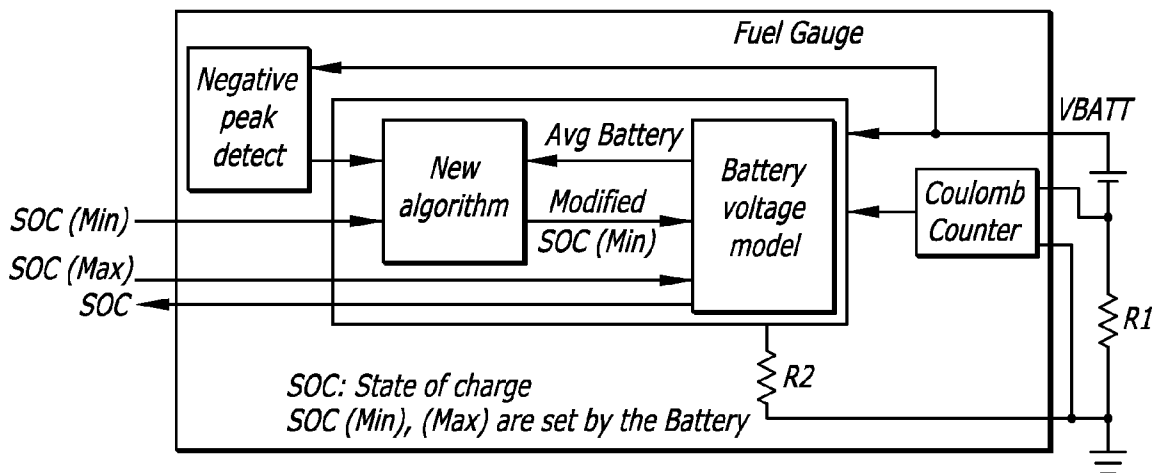 Fuel Gauge
Negative
peak
detect
VBATT
Avg Battery
New
algorithm
Battery
voltage
model
Coulomb
Counter
SOC (Min)
Modified
SOC (Min)
SOC (Max)
SOC
R1
R2
SOC: State of charge
SOC (Min), (Max) are set by the Battery